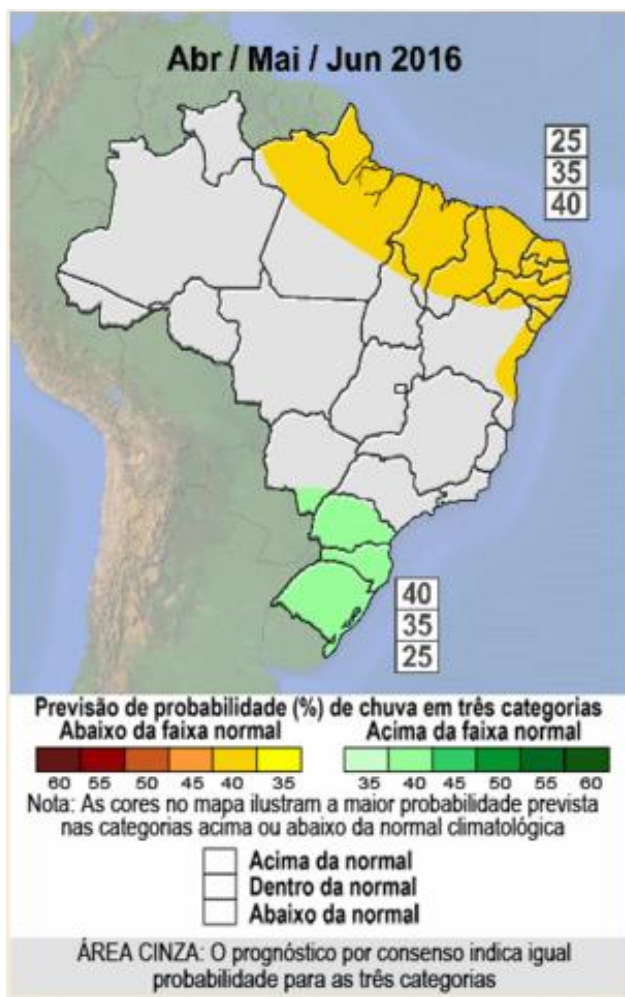 Abr / Mai / Jun 2016
25
35
40
40
35
25
Previsão de probabilidade (%) de chuva em três categorias
Abaixo da faixa normal Acima da faixa normal
60 55 50 45 40 35 35 40 45 50 55 60
Nota: As cores no mapa ilustram a maior probabilidade prevista
nas categorias acima ou abaixo da normal climatológica
Acima da normal
Dentro da normal
Abaixo da normal
ÁREA CINZA: O prognóstico por consenso indica igual
probabilidade para as três categorias